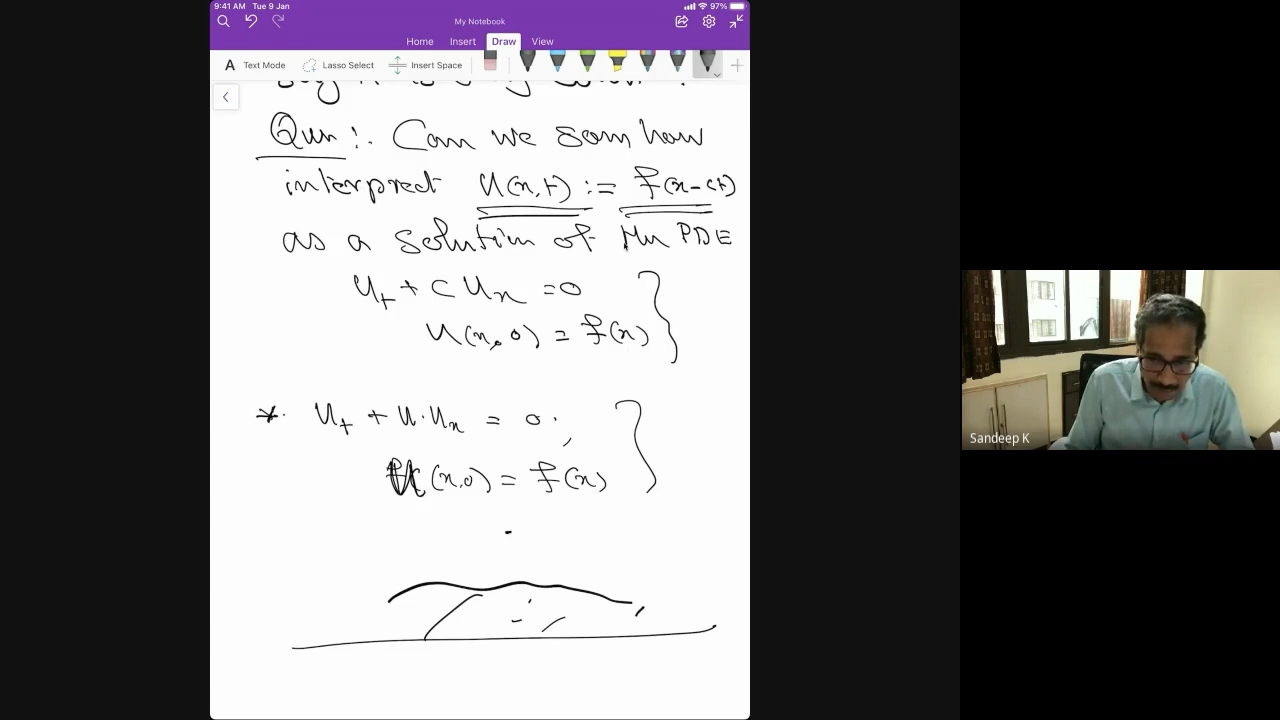 9:41 AM Tue 9 Jan
97%
My Notebook
Home Insert Draw View
A Text Mode Lasso Select Insert Space
Qun :. Can we som how
interpret u(x,t) := f(x-ct)
as a solution of the PDE
u_t + c u_x = 0
u(x,0) = f(x)
*. u_t + u.u_x = 0 ;
u(x,0) = f(x)
Sandeep K